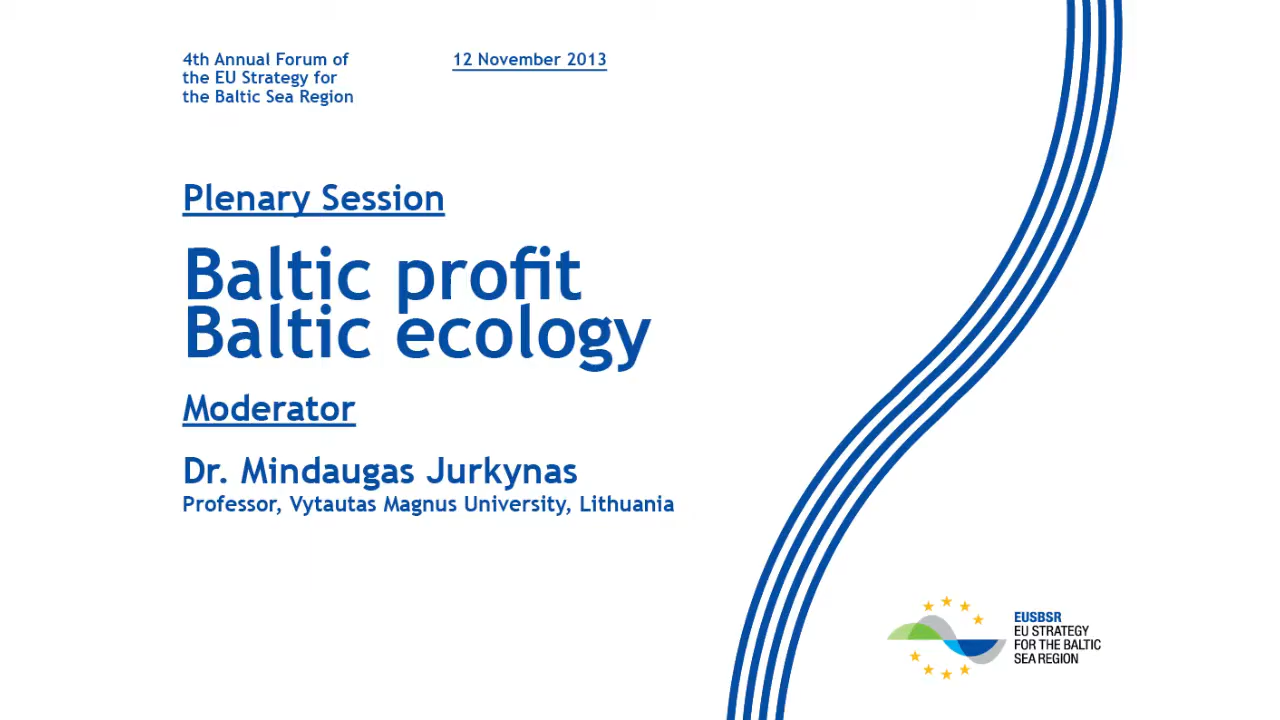 4th Annual Forum of
the EU Strategy for
the Baltic Sea Region
12 November 2013
Plenary Session
Baltic profit
Baltic ecology
Moderator
Dr. Mindaugas Jurkynas
Professor, Vytautas Magnus University, Lithuania
EUSBSR
EU STRATEGY
FOR THE BALTIC
SEA REGION